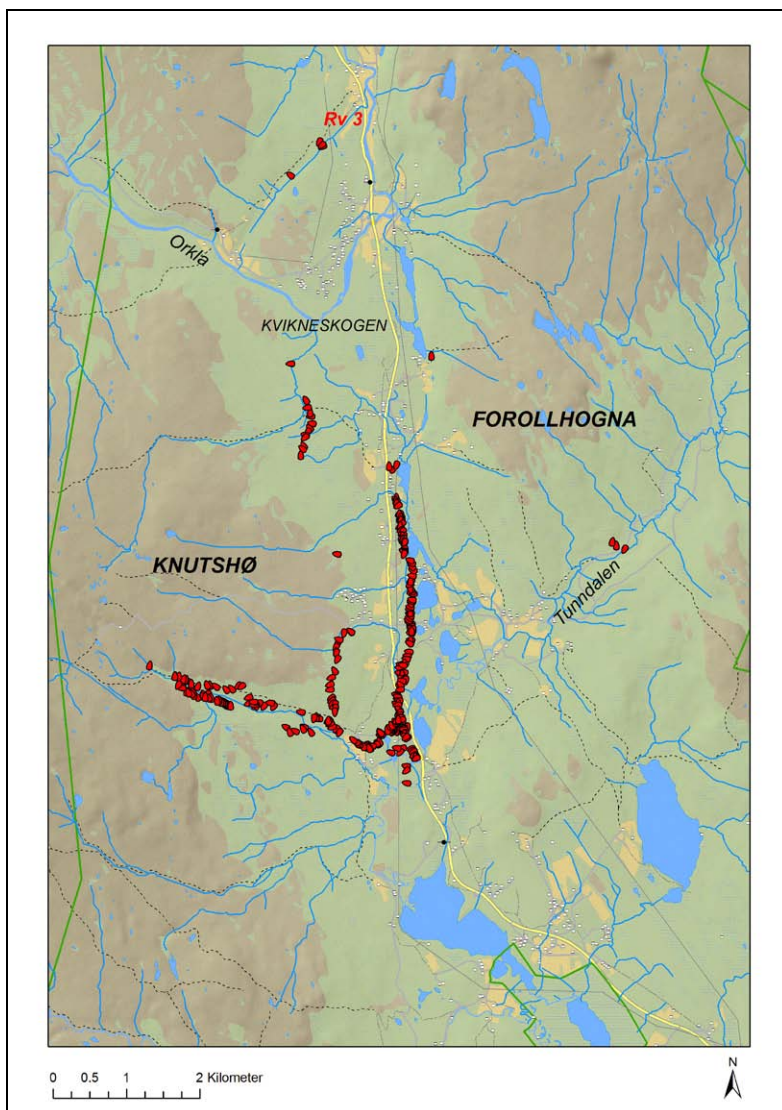 Rv 3
Orkla
KVIKNESKOGEN
FOROLLHOGNA
KNUTSHØ
Tunndalen
0 0.5 1 2 Kilometer
N